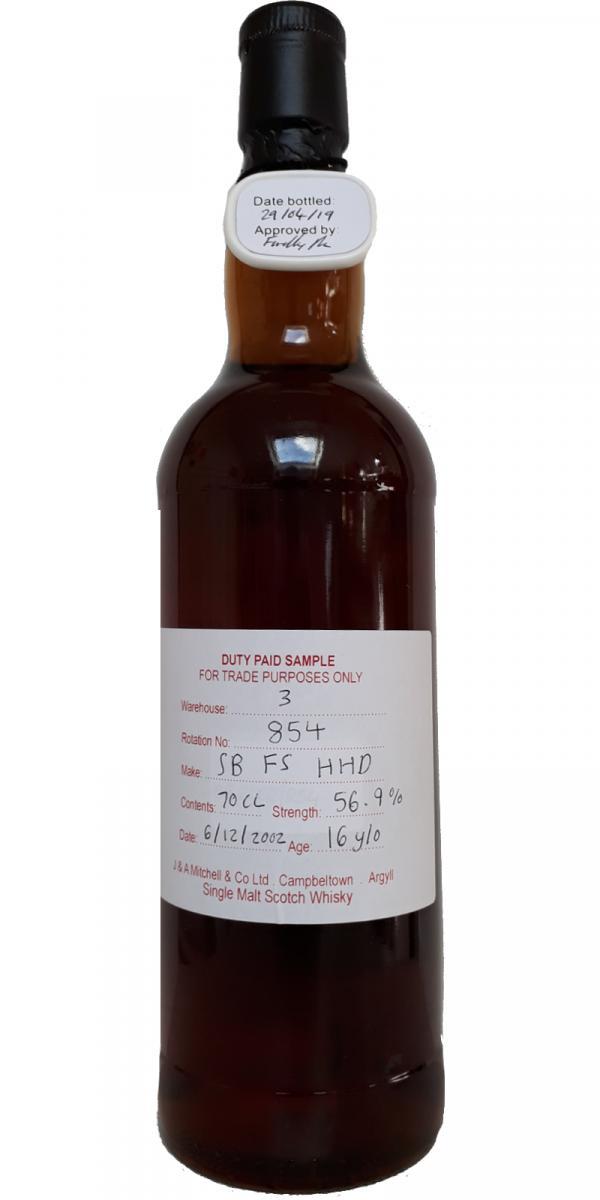 Date bottled:
29/04/19
Approved by:
DUTY PAID SAMPLE
FOR TRADE PURPOSES ONLY
Warehouse: 3
Rotation No: 854
Make: SB FS HHD
Contents: 70CL Strength: 56.9%
Date: 6/12/2002 Age: 16 y/o
J & A Mitchell & Co Ltd . Campbeltown . Argyll
Single Malt Scotch Whisky